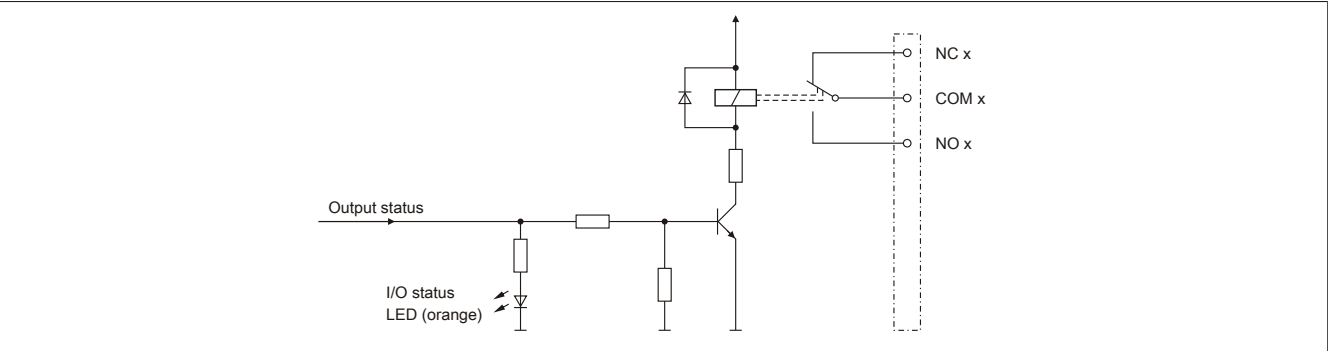 NC x
COM x
NO x
Output status
I/O status
LED (orange)